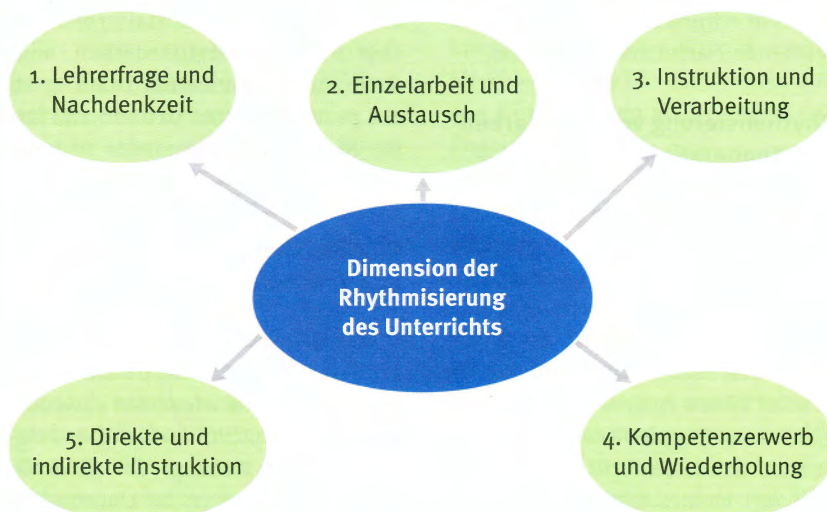 1. Lehrerfrage und
Nachdenkzeit
2. Einzelarbeit und
Austausch
3. Instruktion und
Verarbeitung
Dimension der
Rhythmisierung
des Unterrichts
5. Direkte und
indirekte Instruktion
4. Kompetenzerwerb
und Wiederholung